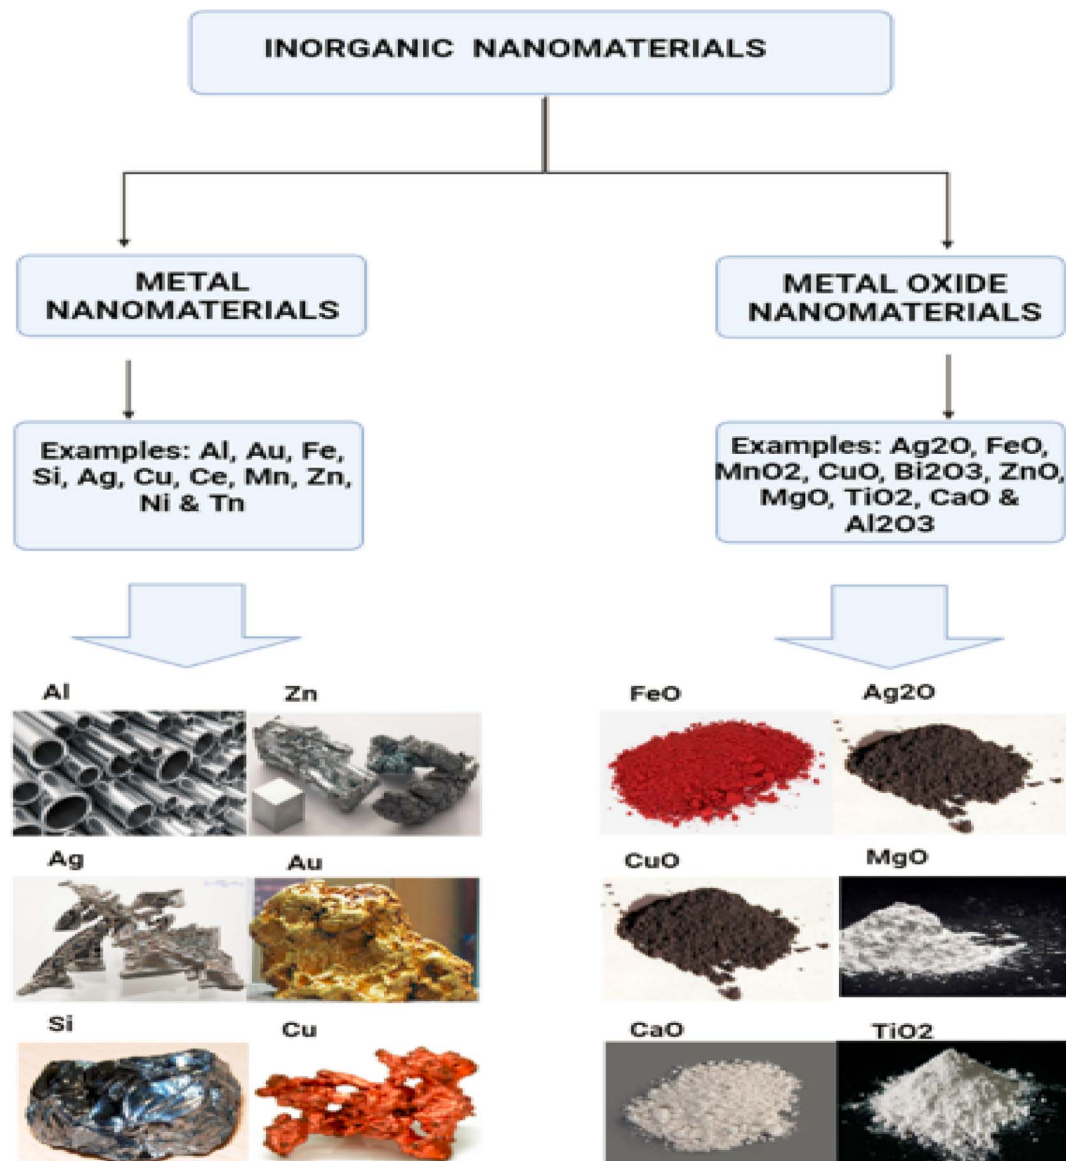 INORGANIC NANOMATERIALS
METAL
NANOMATERIALS
METAL OXIDE
NANOMATERIALS
Examples: Al, Au, Fe,
Si, Ag, Cu, Ce, Mn, Zn,
Ni & Tn
Examples: Ag2O, FeO,
MnO2, CuO, Bi2O3, ZnO,
MgO, TiO2, CaO &
Al2O3
Al
Zn
FeO
Ag2O
Ag
Au
CuO
MgO
Si
Cu
CaO
TiO2